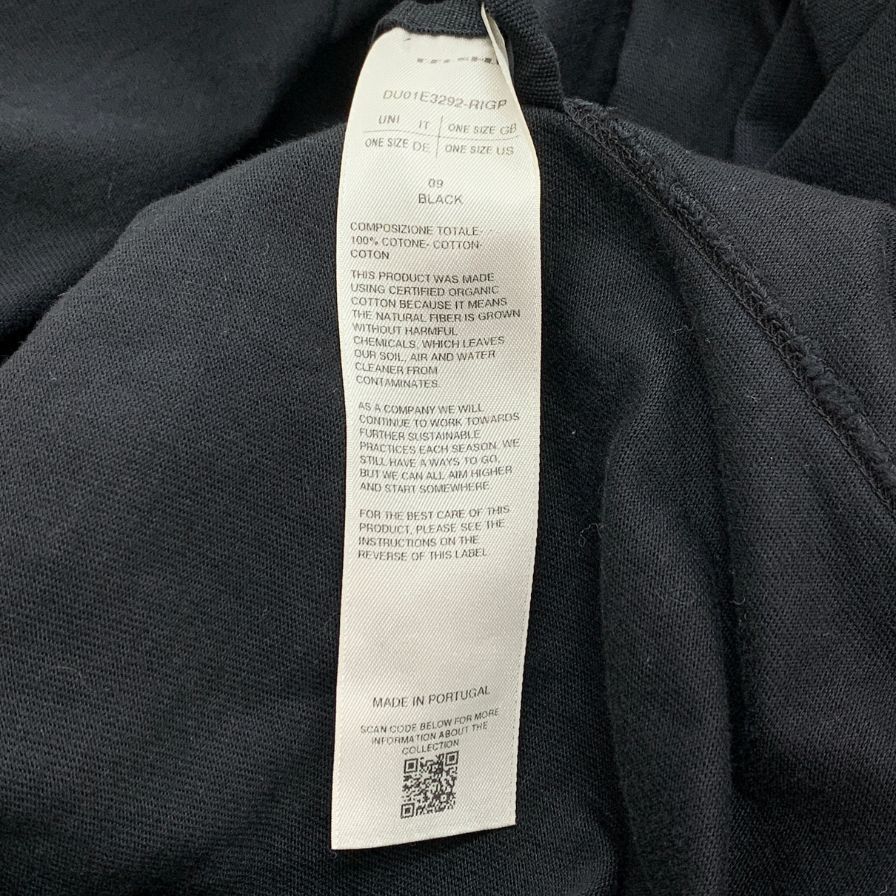 DU01E3292-RIGP
UNI IT ONE SIZE GB
ONE SIZE DE ONE SIZE US
09
BLACK
COMPOSIZIONE TOTALE-
100% COTONE- COTTON-
COTON
THIS PRODUCT WAS MADE
USING CERTIFIED ORGANIC
COTTON BECAUSE IT MEANS
THE NATURAL FIBER IS GROWN
WITHOUT HARMFUL
CHEMICALS, WHICH LEAVES
OUR SOIL, AIR AND WATER
CLEANER FROM
CONTAMINATES.
AS A COMPANY WE WILL
CONTINUE TO WORK TOWARDS
FURTHER SUSTAINABLE
PRACTICES EACH SEASON. WE
STILL HAVE A WAYS TO GO,
BUT WE CAN ALL AIM HIGHER
AND START SOMEWHERE
FOR THE BEST CARE OF THIS
PRODUCT, PLEASE SEE THE
INSTRUCTIONS ON THE
REVERSE OF THIS LABEL
MADE IN PORTUGAL
SCAN CODE BELOW FOR MORE
INFORMATION ABOUT THE
COLLECTION